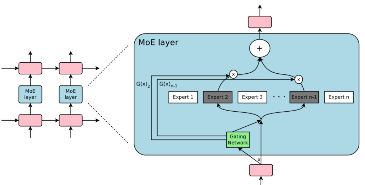 MoE layer
MoE
layer
MoE
layer
G(x)2
G(x)n-1
Expert 1
Expert 2
Expert 3
Expert n-1
Expert n
Gating
Network